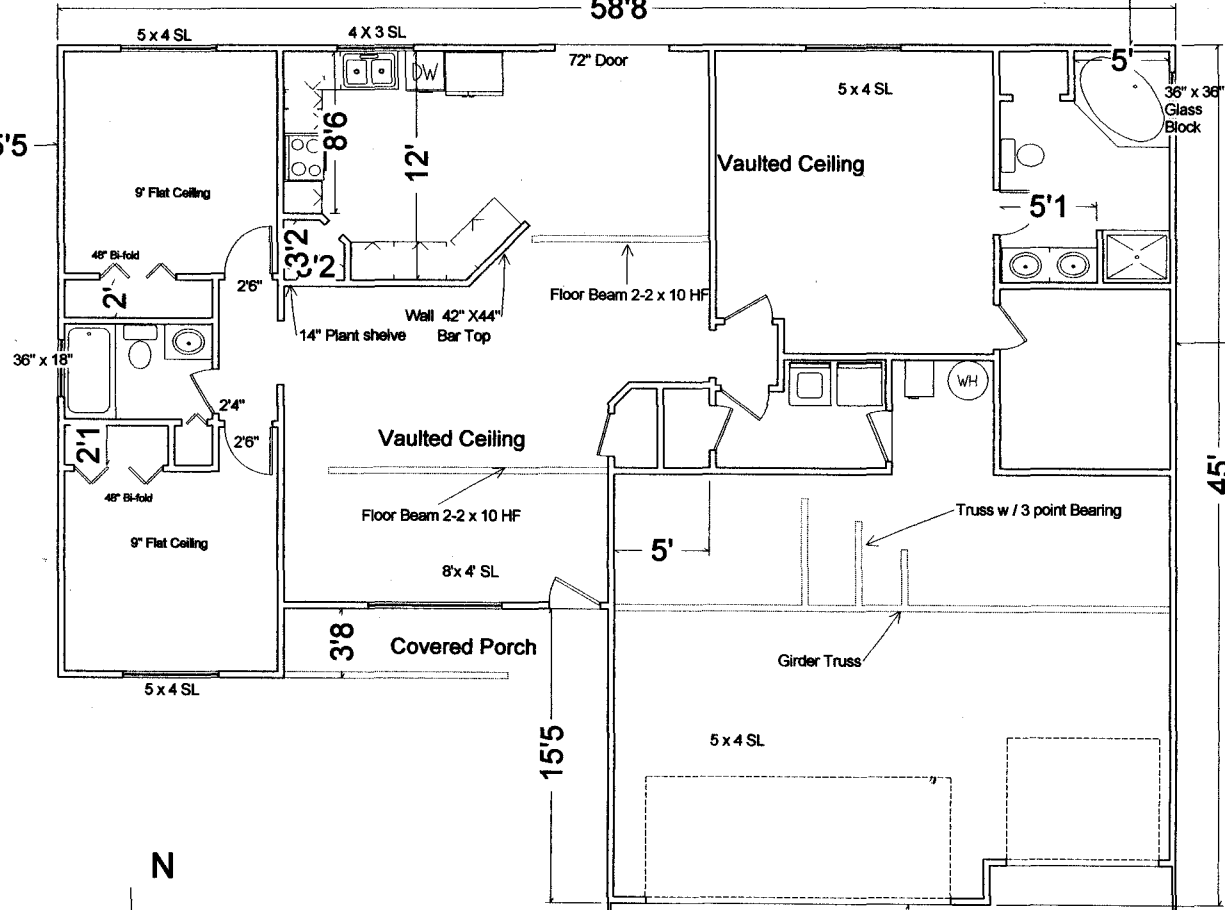 58'8
5 x 4 SL
4 X 3 SL
72" Door
5'
DW
5 x 4 SL
36" x 36"
Glass
Block
8'6
12'
5'5
Vaulted Ceiling
9' Flat Ceiling
5'1
3'2
48" Bi-fold
2'
2'6"
Floor Beam 2-2 x 10 HF
Wall 42" X44"
Bar Top
14" Plant shelve
36" x 18"
WH
2'4"
2'6"
2'1
Vaulted Ceiling
45'
48" Bi-fold
Floor Beam 2-2 x 10 HF
Truss w / 3 point Bearing
9" Flat Ceiling
5'
8'x 4' SL
3'8
Covered Porch
Girder Truss
5 x 4 SL
15'5
5 x 4 SL
N